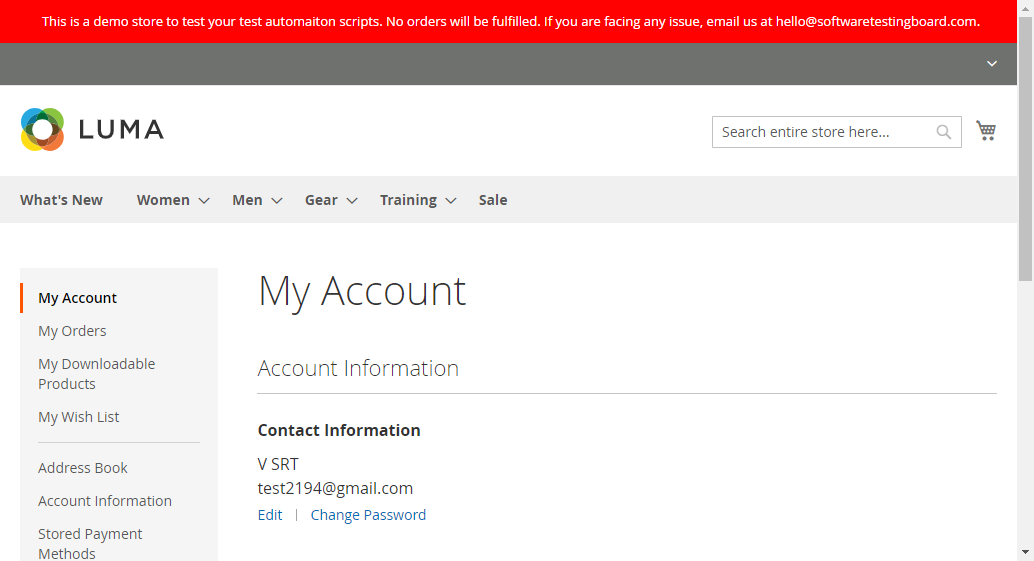 This is a demo store to test your test automaiton scripts. No orders will be fulfilled. If you are facing any issue, email us at hello@softwaretestingboard.com.
LUMA
Search entire store here...
What's New Women Men Gear Training Sale
My Account
My Orders
My Downloadable
Products
My Wish List
Address Book
Account Information
Stored Payment
Methods
My Account
Account Information
Contact Information
V SRT
test2194@gmail.com
Edit | Change Password